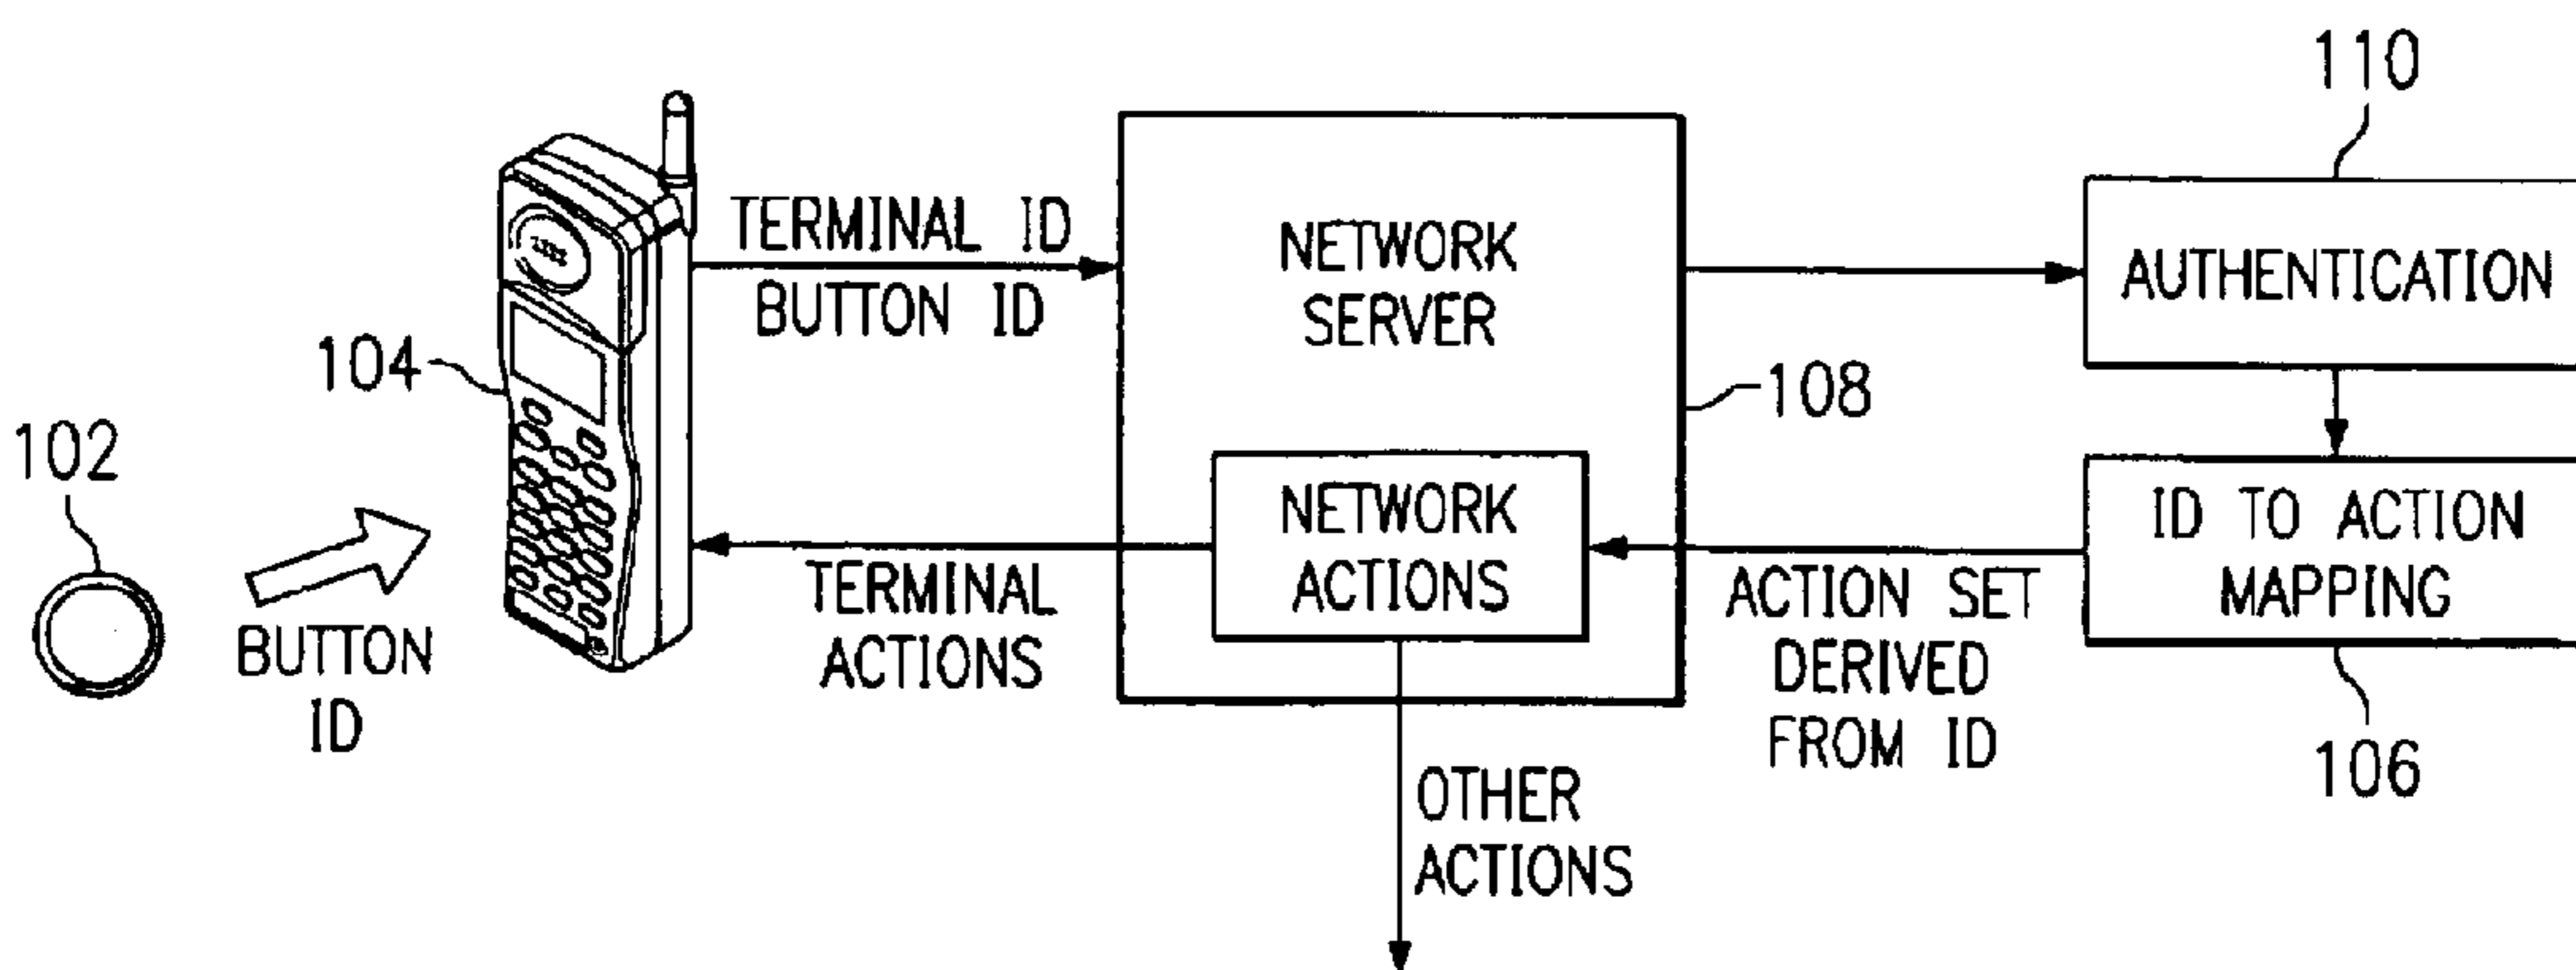 110
TERMINAL ID
BUTTON ID
NETWORK
SERVER
AUTHENTICATION
104
108
102
NETWORK
ACTIONS
ID TO ACTION
MAPPING
BUTTON
ID
TERMINAL
ACTIONS
ACTION SET
DERIVED
FROM ID
106
OTHER
ACTIONS